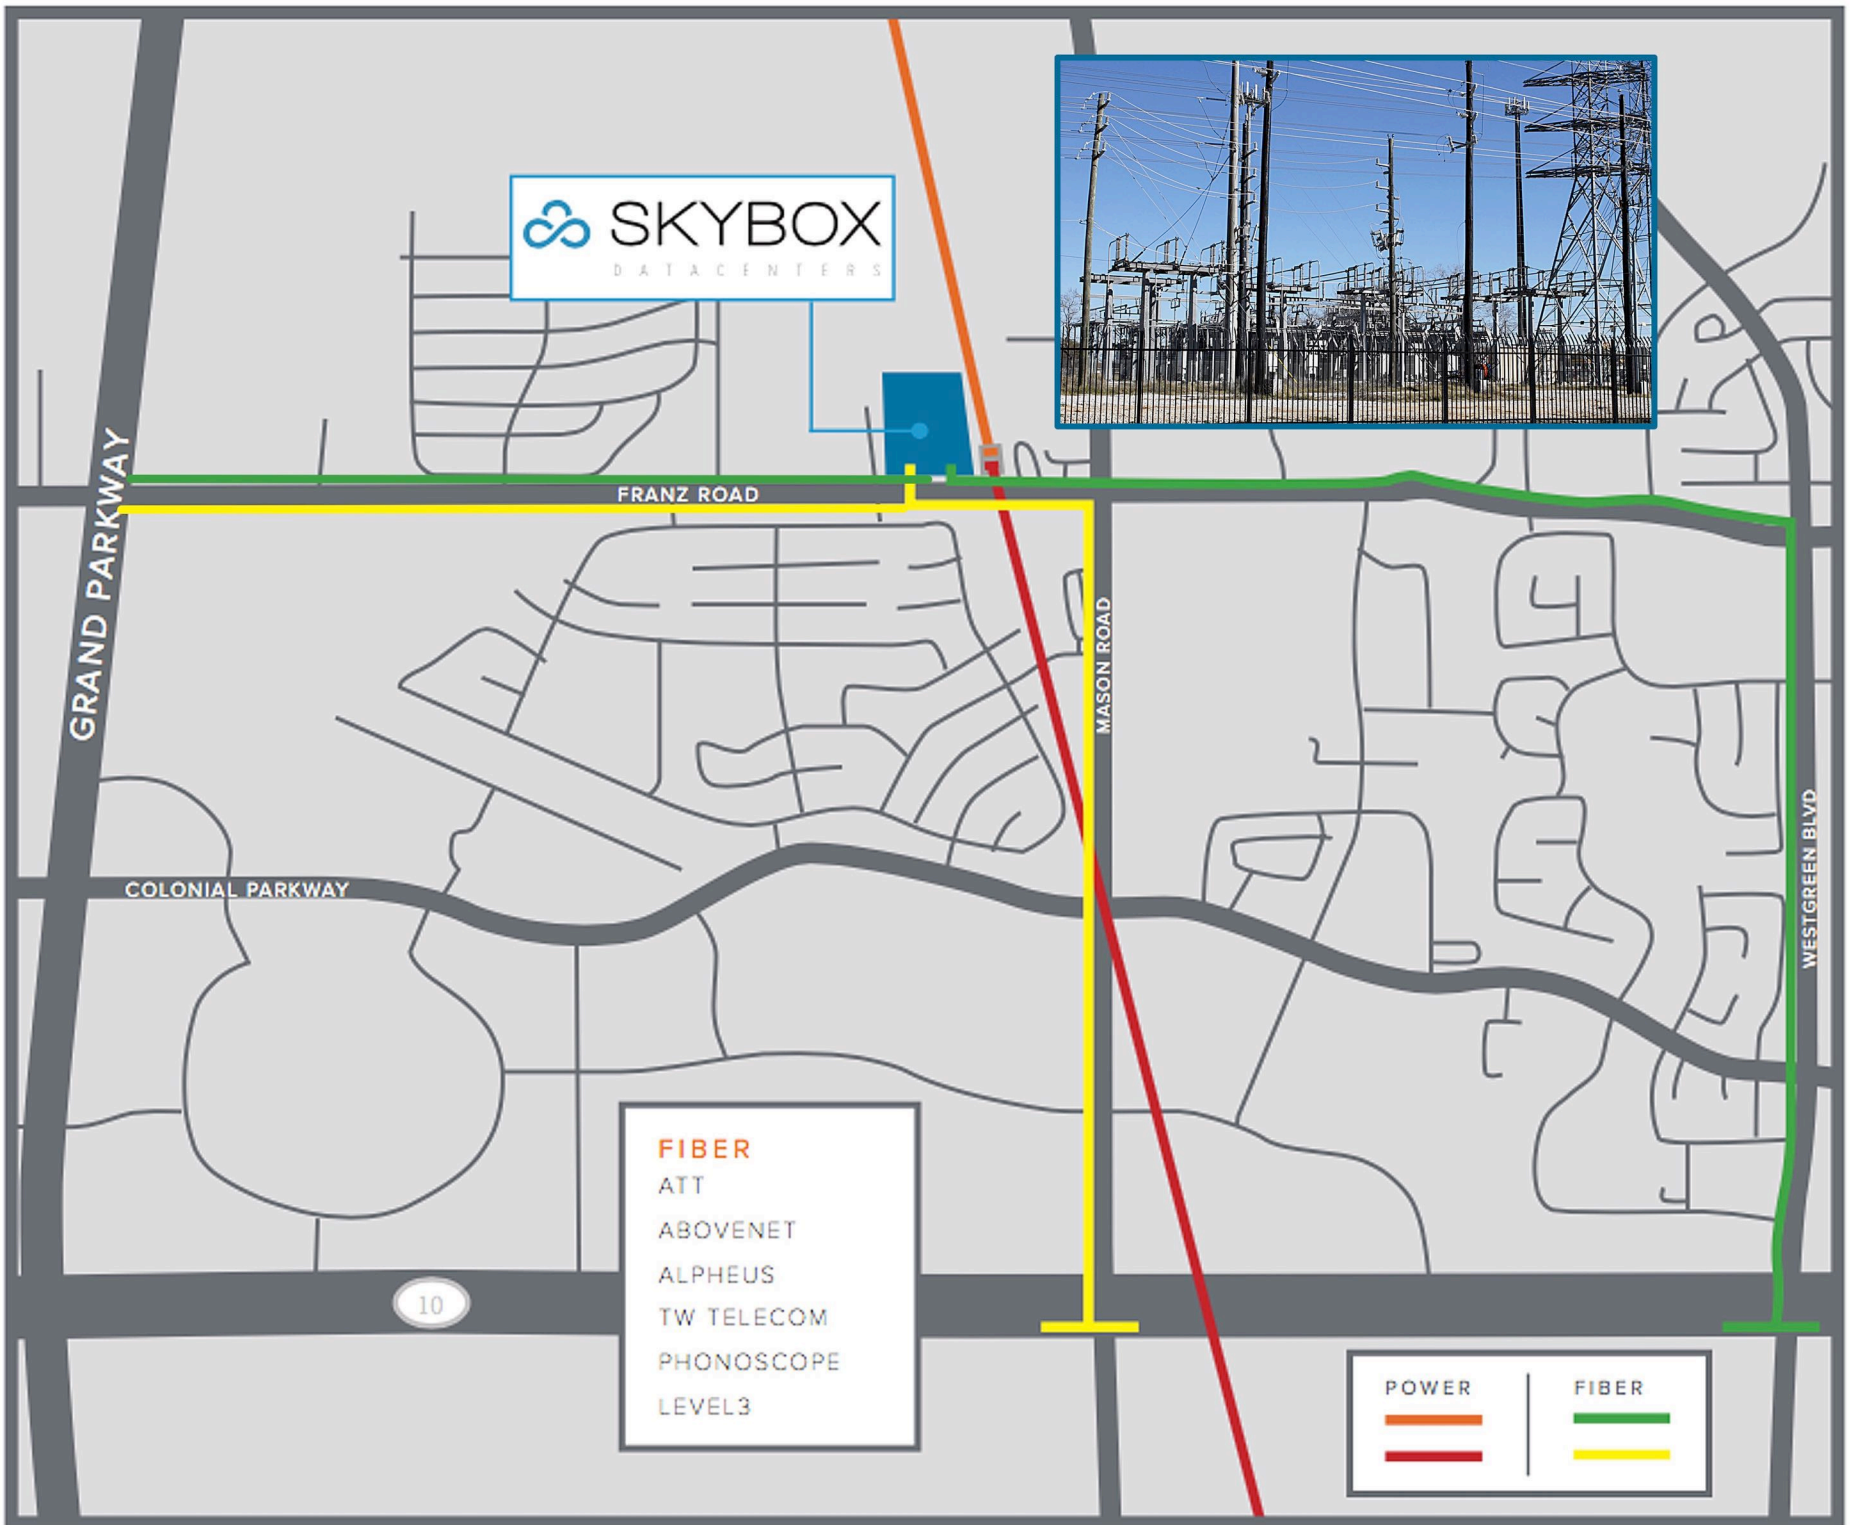 SKYBOX
DATACENTERS
FRANZ ROAD
GRAND PARKWAY
MASON ROAD
COLONIAL PARKWAY
WESTGREEN BLVD
10
FIBER
ATT
ABOVENET
ALPHEUS
TW TELECOM
PHONOSCOPE
LEVEL3
POWER
FIBER